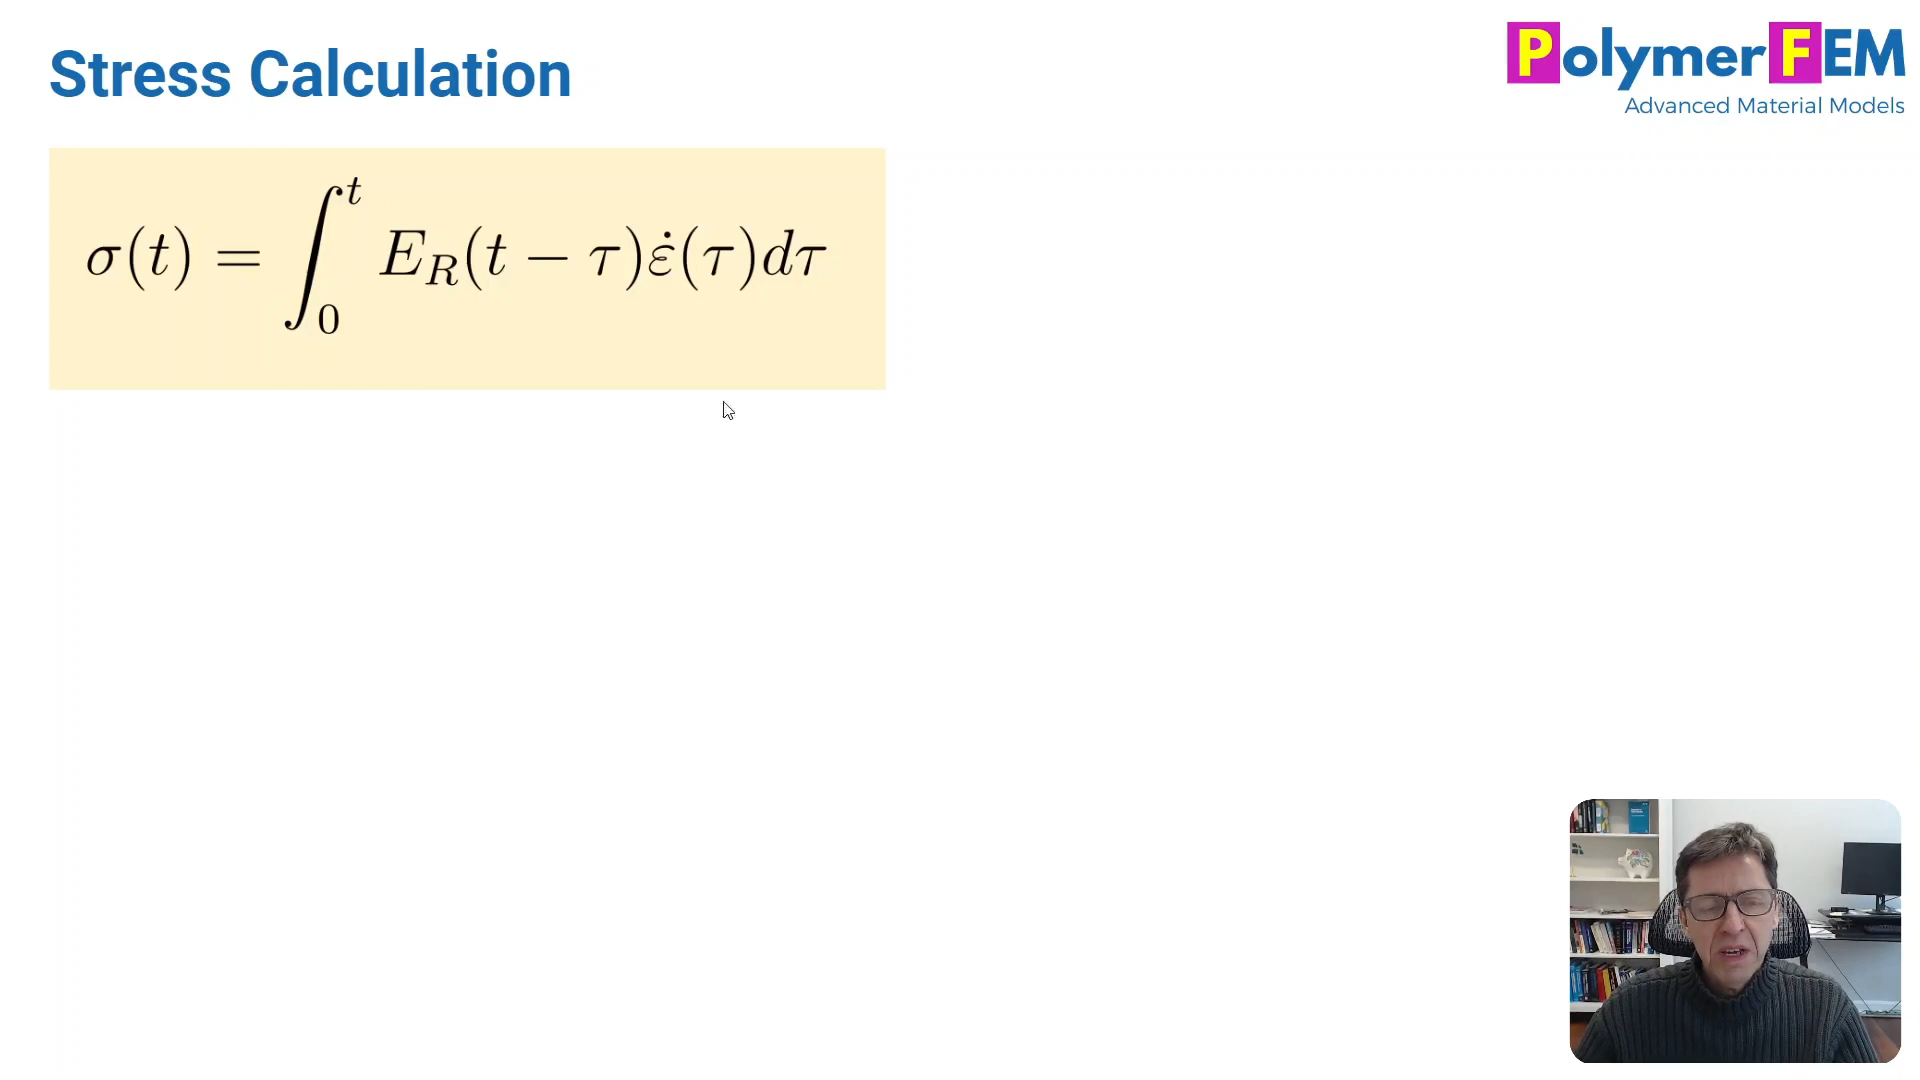 Stress Calculation
PolymerFEM
Advanced Material Models
σ(t) = ∫₀ᵗ E_R(t − τ)ε̇(τ)dτ